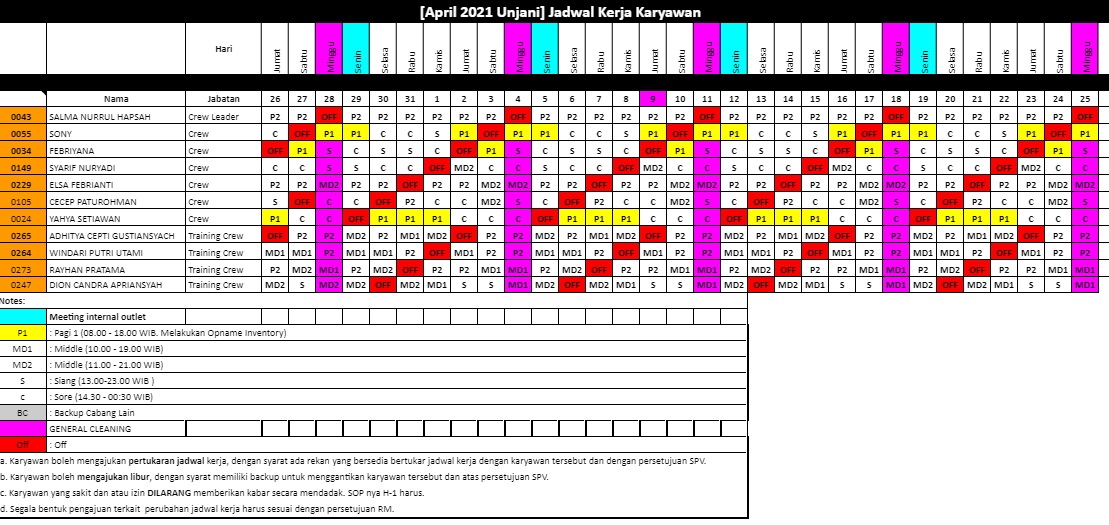 [April 2021 Unjani] Jadwal Kerja Karyawan
Hari Jumat Sabtu Minggu Senin Selasa Rabu Kamis Jumat Sabtu Minggu Senin Selasa Rabu Kamis Jumat Sabtu Minggu Senin Selasa Rabu Kamis Jumat Sabtu Minggu Senin Selasa Rabu Kamis Jumat Sabtu Minggu
Nama Jabatan 26 27 28 29 30 31 1 2 3 4 5 6 7 8 9 10 11 12 13 14 15 16 17 18 19 20 21 22 23 24 25
0043 SALMA NURRUL HAPSAH Crew Leader P2 P2 OFF P2 P2 P2 P2 P2 P2 OFF P2 P2 P2 P2 P2 P2 OFF P2 P2 P2 P2 P2 P2 OFF P2 P2 P2 P2 P2 P2 OFF
0055 SONY Crew C OFF P1 P1 C C S P1 OFF P1 P1 C C S P1 OFF P1 P1 C C S P1 OFF P1 P1 C C S P1 OFF P1
0034 FEBRIYANA Crew OFF P1 S C S S C OFF P1 S C S S C OFF P1 S C S S C OFF P1 S C S S C OFF P1 S
0149 SYARIF NURYADI Crew C C S S C C OFF MD2 C C S S C OFF MD2 C C S S C OFF MD2 C C S C C OFF MD2 C C
0229 ELSA FEBRIANTI Crew P2 P2 MD2 P2 P2 OFF P2 P2 MD2 MD2 P2 P2 OFF P2 P2 MD2 MD2 P2 P2 OFF P2 P2 MD2 MD2 P2 P2 OFF P2 P2 MD2 MD2
0105 CECEP PATUROHMAN Crew S OFF C C OFF P2 C C MD2 S C OFF P2 C C MD2 S C OFF P2 C C MD2 S C OFF P2 C C MD2 S
0024 YAHYA SETIAWAN Crew P1 C C OFF P1 P1 P1 C C C OFF P1 P1 P1 C C C OFF P1 P1 P1 C C C OFF P1 P1 P1 C C C
0265 ADHITYA CEPTI GUSTIANSYACH Training Crew OFF P2 P2 MD2 P2 MD1 MD2 OFF P2 P2 MD2 P2 MD1 MD2 OFF P2 P2 MD2 P2 MD1 MD2 OFF P2 P2 MD2 P2 MD1 MD2 OFF P2 P2
0264 WINDARI PUTRI UTAMI Training Crew MD1 MD1 P2 MD1 MD1 P2 OFF MD1 P2 P2 MD1 MD1 P2 OFF MD1 P2 P2 MD1 MD1 P2 OFF MD1 P2 P2 MD1 MD1 P2 OFF MD1 P2 P2
0273 RAYHAN PRATAMA Training Crew P2 MD2 MD1 P2 MD2 OFF P2 P2 MD1 MD1 P2 MD2 OFF P2 P2 MD1 MD1 P2 MD2 OFF P2 P2 MD1 MD1 P2 MD2 OFF P2 P2 MD1 MD1
0247 DION CANDRA APRIANSYAH Training Crew MD2 S MD2 MD2 OFF MD2 MD1 S S MD1 MD2 OFF MD2 MD1 S S MD1 MD2 OFF MD2 MD1 S S MD1 MD2 OFF MD2 MD1 S S MD1
Notes:
Meeting internal outlet
P1 : Pagi 1 (08.00 - 18.00 WIB. Melakukan Opname Inventory)
MD1 : Middle (10.00 - 19.00 WIB)
MD2 : Middle (11.00 - 21.00 WIB)
S : Siang (13.00-23.00 WIB )
c : Sore (14.30 - 00:30 WIB)
BC : Backup Cabang Lain
GENERAL CLEANING
Off : Off
a. Karyawan boleh mengajukan pertukaran jadwal kerja, dengan syarat ada rekan yang bersedia bertukar jadwal kerja dengan karyawan tersebut dan dengan persetujuan SPV.
b. Karyawan boleh mengajukan libur, dengan syarat memiliki backup untuk menggantikan karyawan tersebut dan atas persetujuan SPV.
c. Karyawan yang sakit dan atau izin DILARANG memberikan kabar secara mendadak. SOP nya H-1 harus.
d. Segala bentuk pengajuan terkait perubahan jadwal kerja harus sesuai dengan persetujuan RM.